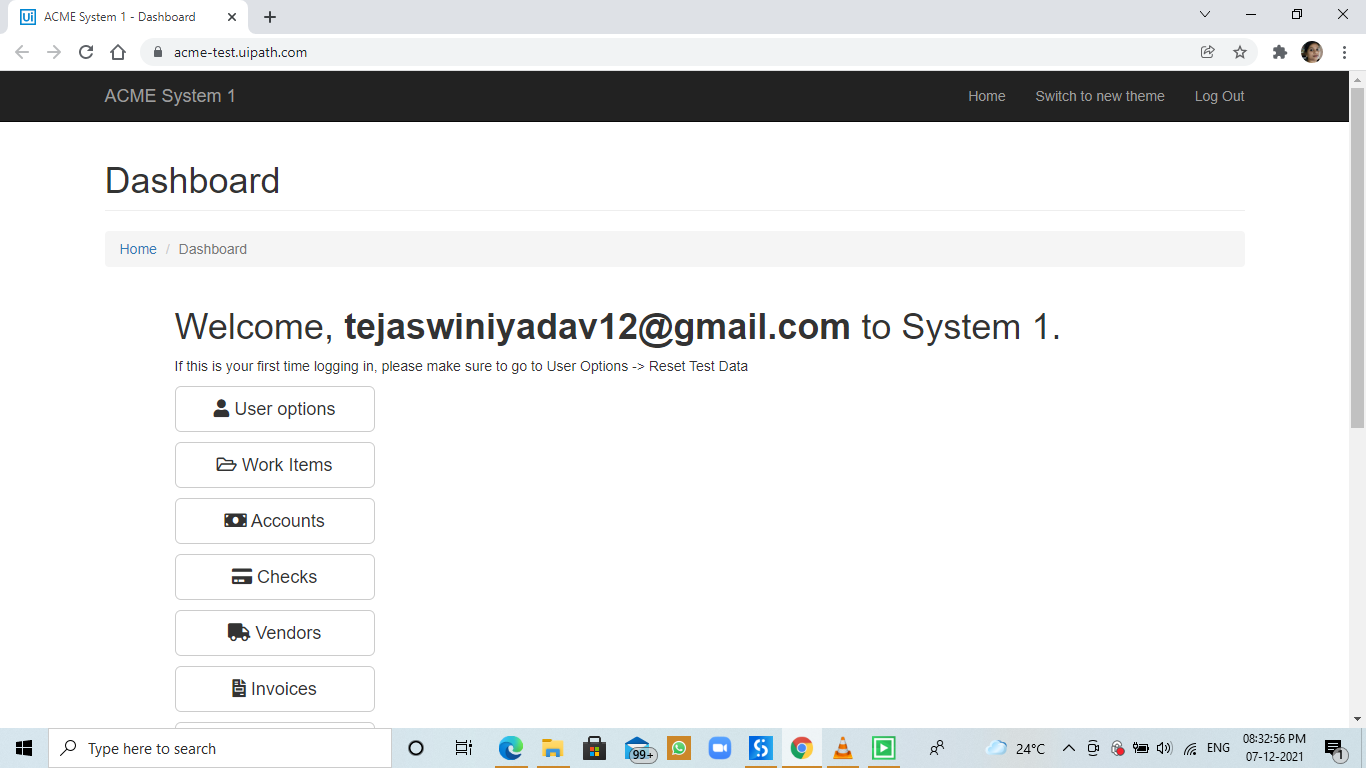 Ui ACME System 1 - Dashboard
acme-test.uipath.com
ACME System 1 Home Switch to new theme Log Out
Dashboard
Home / Dashboard
Welcome, tejaswiniyadav12@gmail.com to System 1.
If this is your first time logging in, please make sure to go to User Options -> Reset Test Data
User options
Work Items
Accounts
Checks
Vendors
Invoices
Type here to search 99+ 24°C ENG 08:32:56 PM
07-12-2021 1